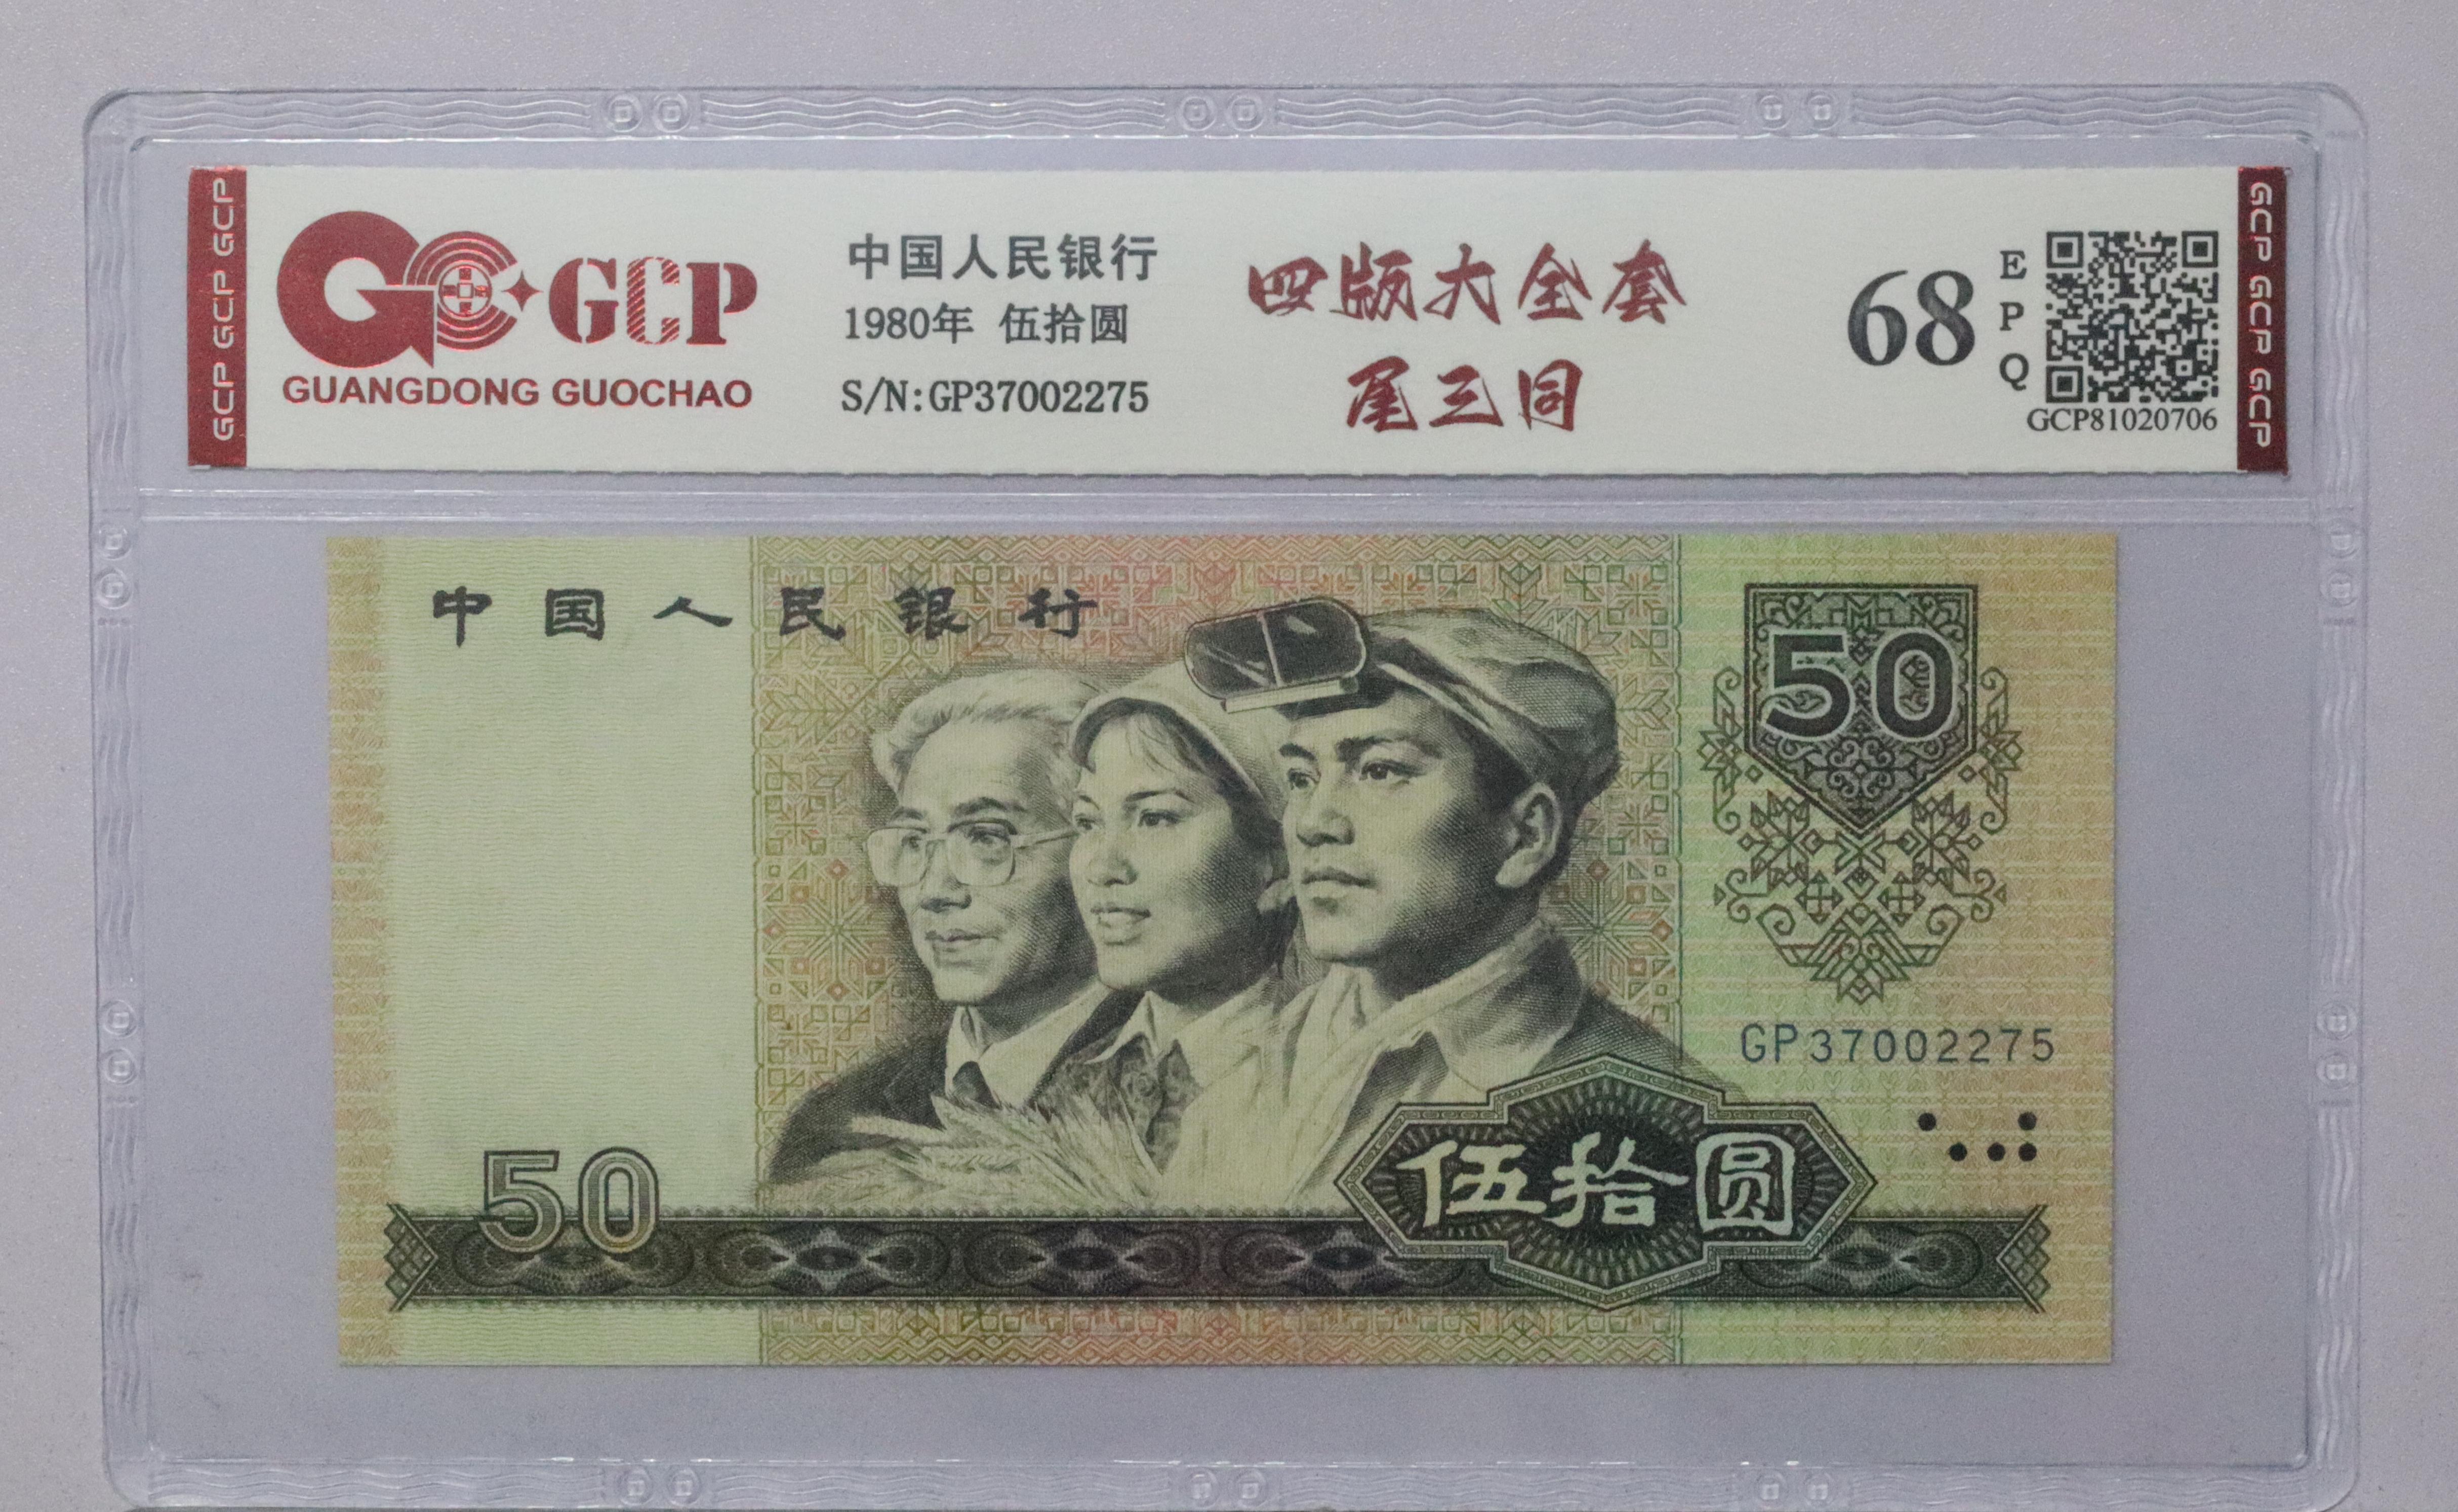 GCP GCP GCP
GCP
GUANGDONG GUOCHAO
中国人民银行
1980年 伍拾圆
S/N:GP37002275
四版大全套
尾三同
68
EPQ
GCP81020706
GCP GCP GCP
中国人民银行
50
GP37002275
50
伍拾圆